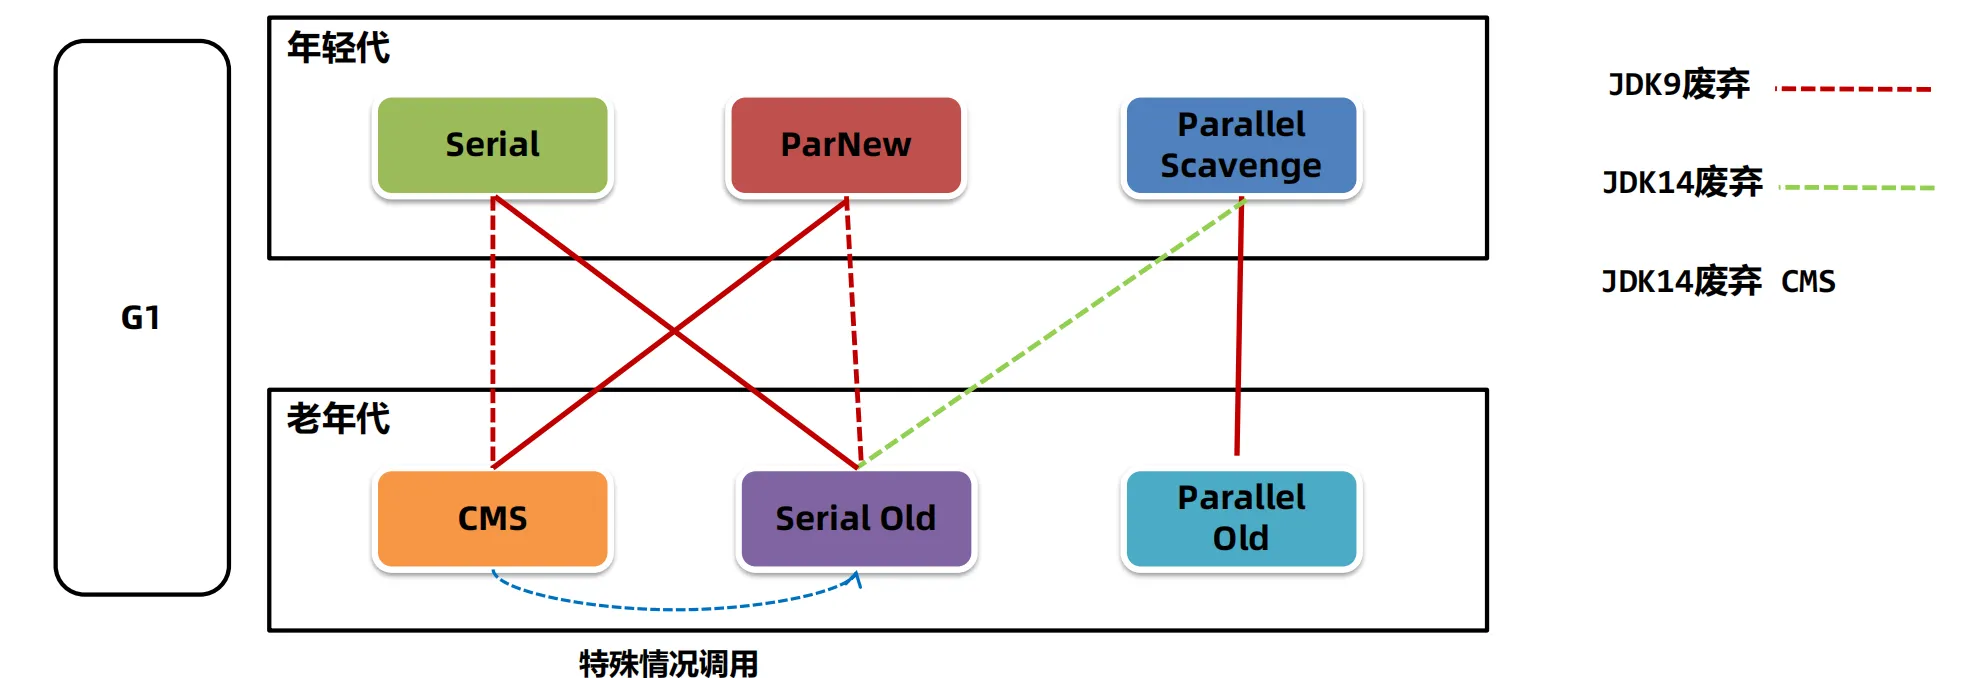 G1
年轻代
Serial
ParNew
Parallel
Scavenge
老年代
CMS
Serial Old
Parallel
Old
特殊情况调用
JDK9废弃
JDK14废弃
JDK14废弃 CMS